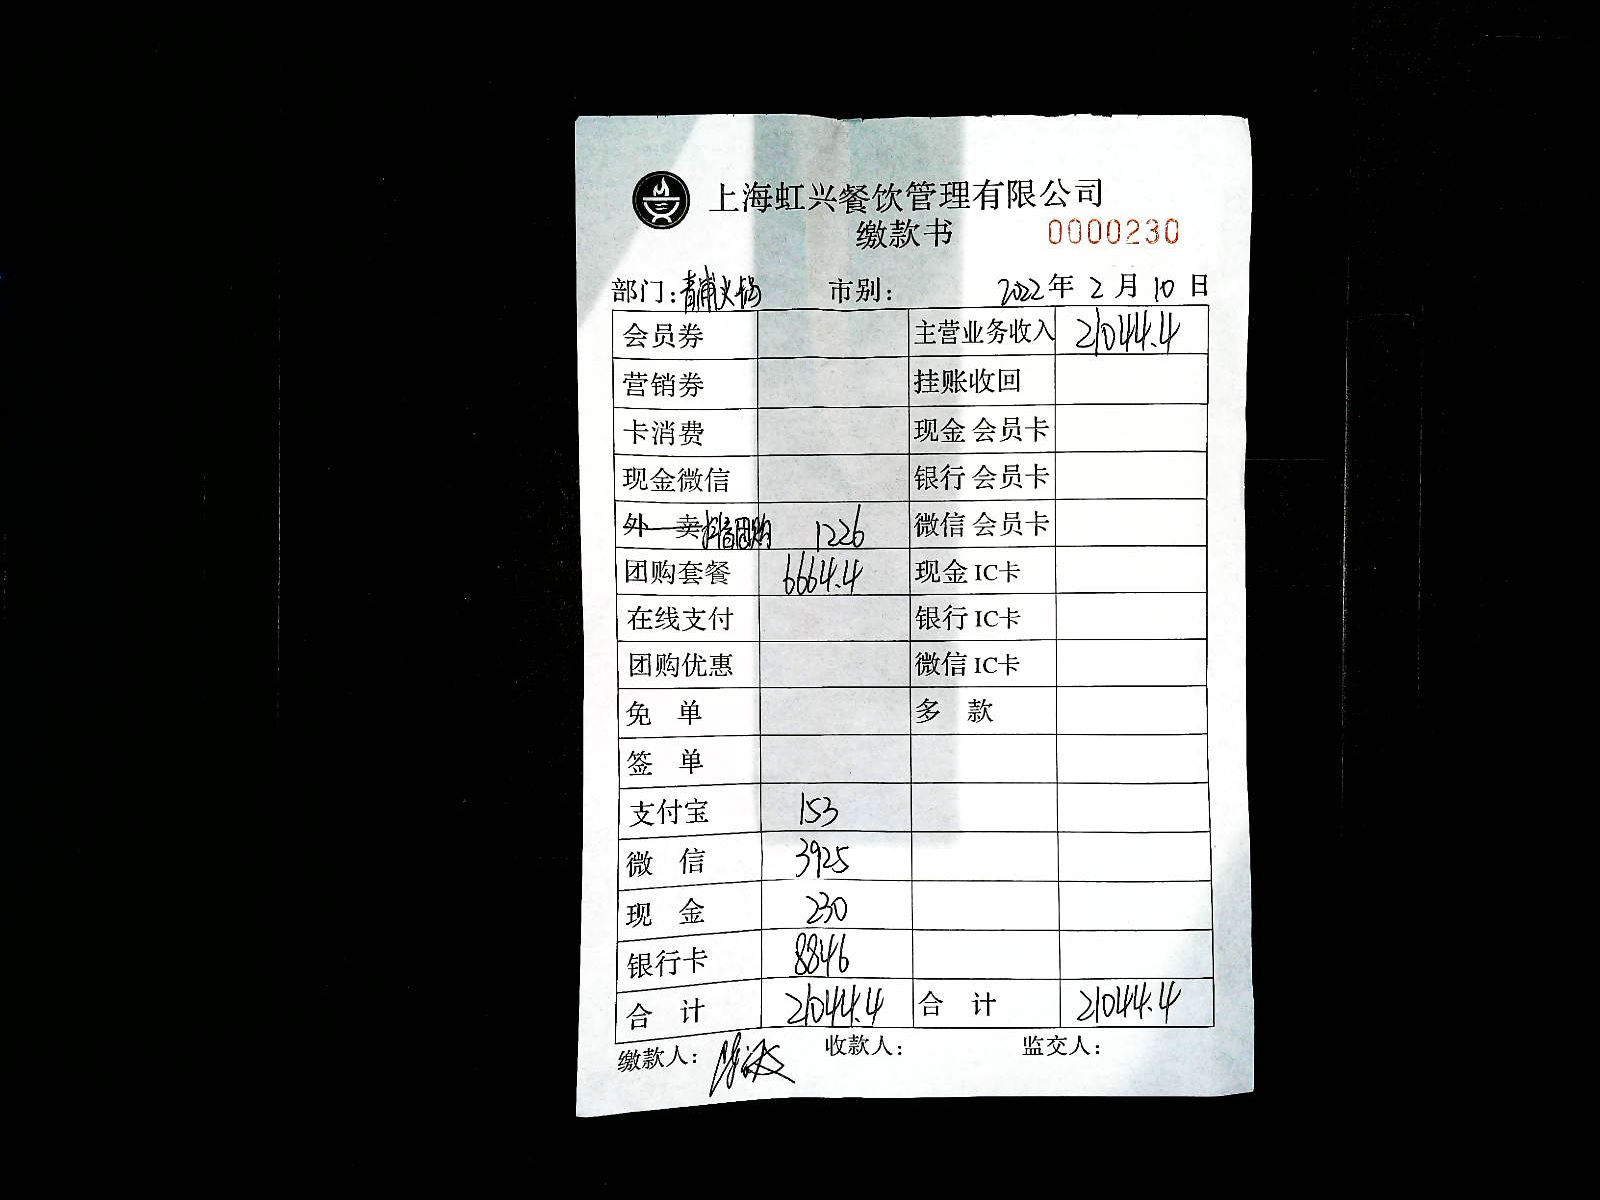 上海虹兴餐饮管理有限公司
缴款书 0000230
部门:青浦火锅 市别: 2022年2月10日
会员券 主营业务收入 21044.4
营销券 挂账收回
卡消费 现金会员卡
现金微信 银行会员卡
外 卖 抖音团购 1226 微信会员卡
团购套餐 6664.4 现金IC卡
在线支付 银行IC卡
团购优惠 微信IC卡
免 单 多 款
签 单
支付宝 153
微 信 3925
现 金 230
银行卡 8846
合 计 21044.4 合 计 21044.4
缴款人: 收款人: 监交人: